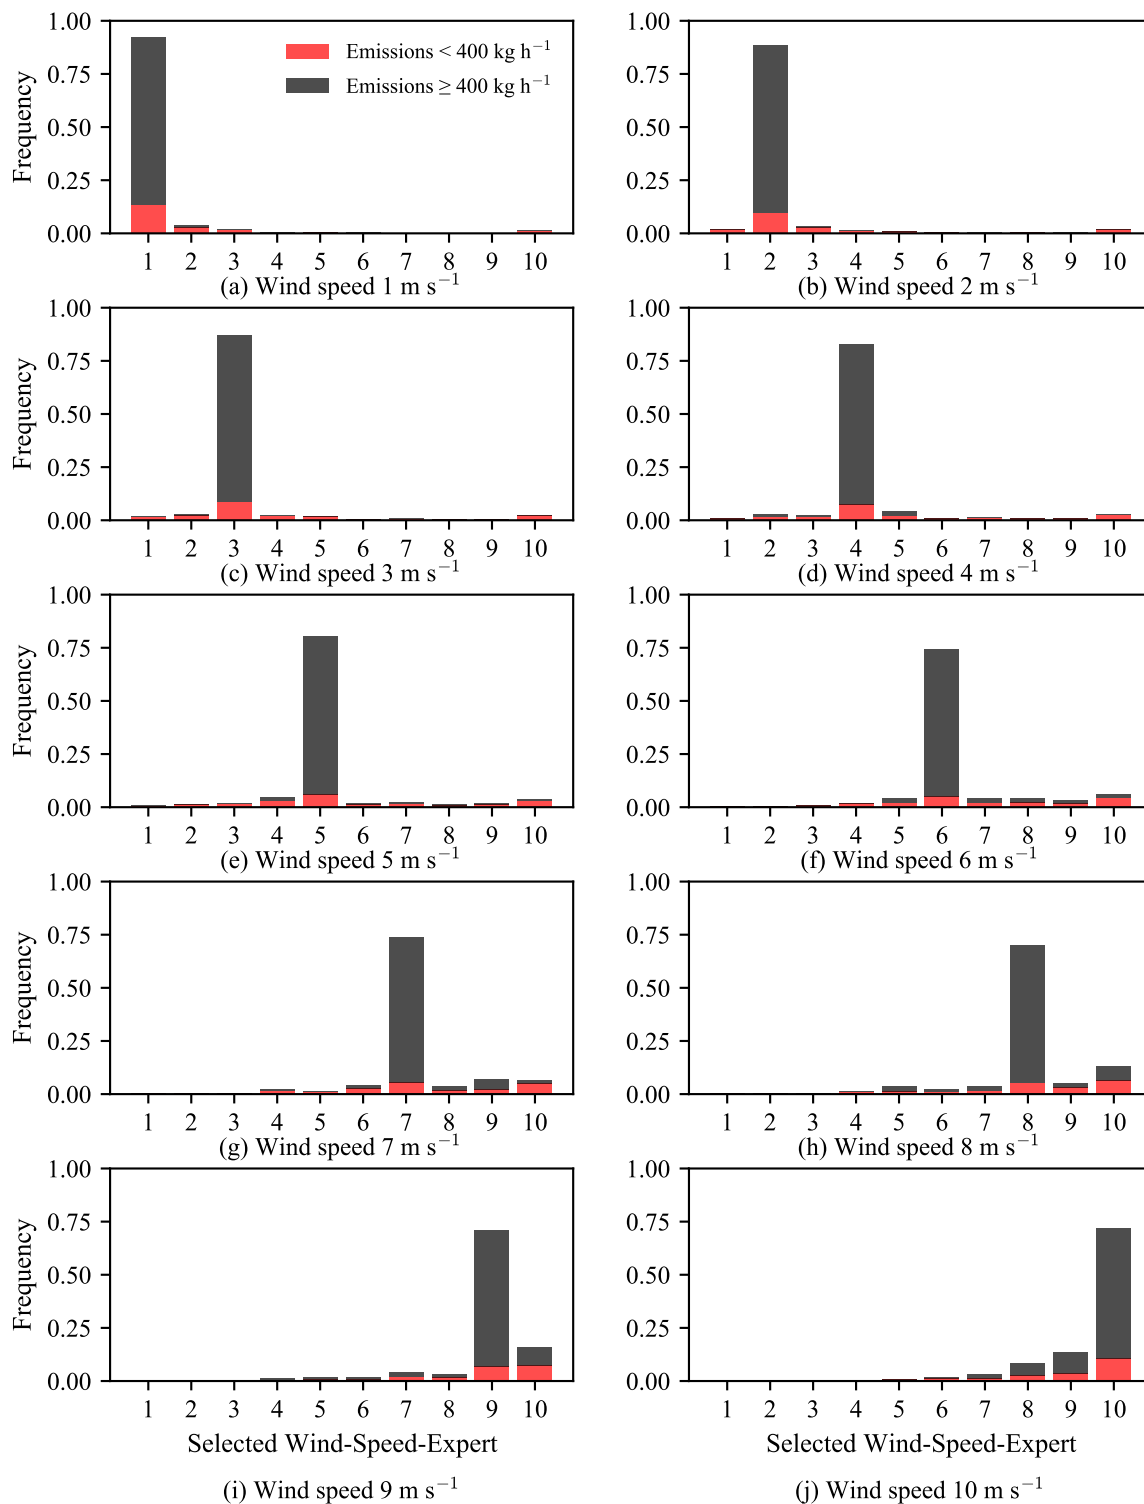 1.00
0.75
0.50
0.25
0.00
Frequency
Emissions < 400 kg h⁻¹
Emissions ≥ 400 kg h⁻¹
1 2 3 4 5 6 7 8 9 10
(a) Wind speed 1 m s⁻¹
1.00
0.75
0.50
0.25
0.00
1 2 3 4 5 6 7 8 9 10
(b) Wind speed 2 m s⁻¹
1.00
0.75
0.50
0.25
0.00
Frequency
1 2 3 4 5 6 7 8 9 10
(c) Wind speed 3 m s⁻¹
1.00
0.75
0.50
0.25
0.00
1 2 3 4 5 6 7 8 9 10
(d) Wind speed 4 m s⁻¹
1.00
0.75
0.50
0.25
0.00
Frequency
1 2 3 4 5 6 7 8 9 10
(e) Wind speed 5 m s⁻¹
1.00
0.75
0.50
0.25
0.00
1 2 3 4 5 6 7 8 9 10
(f) Wind speed 6 m s⁻¹
1.00
0.75
0.50
0.25
0.00
Frequency
1 2 3 4 5 6 7 8 9 10
(g) Wind speed 7 m s⁻¹
1.00
0.75
0.50
0.25
0.00
1 2 3 4 5 6 7 8 9 10
(h) Wind speed 8 m s⁻¹
1.00
0.75
0.50
0.25
0.00
Frequency
1 2 3 4 5 6 7 8 9 10
Selected Wind-Speed-Expert
(i) Wind speed 9 m s⁻¹
1.00
0.75
0.50
0.25
0.00
1 2 3 4 5 6 7 8 9 10
Selected Wind-Speed-Expert
(j) Wind speed 10 m s⁻¹